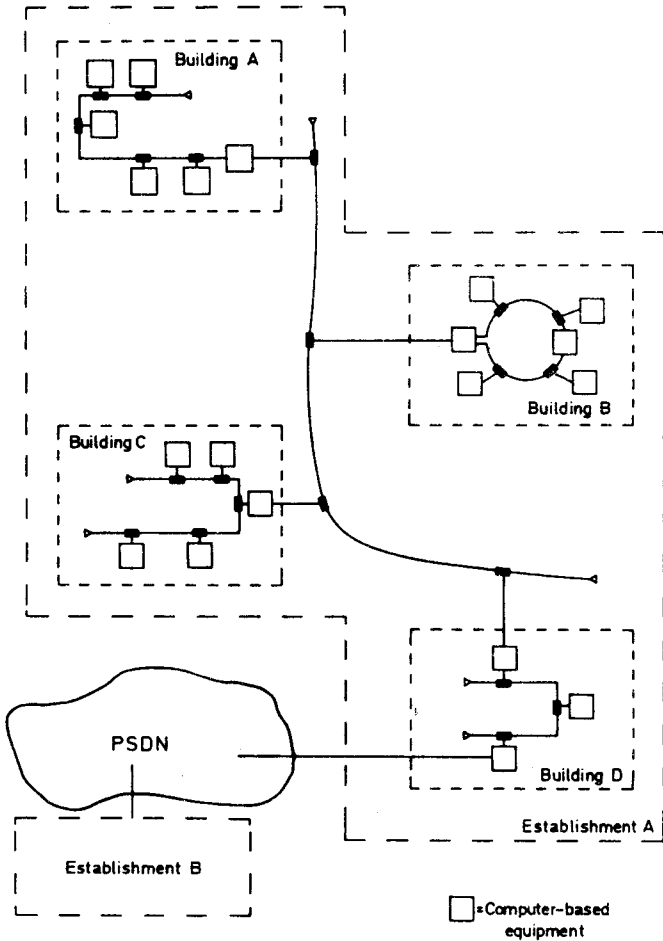 Building A
Building B
Building C
PSDN
Building D
Establishment A
Establishment B
=Computer-based
equipment